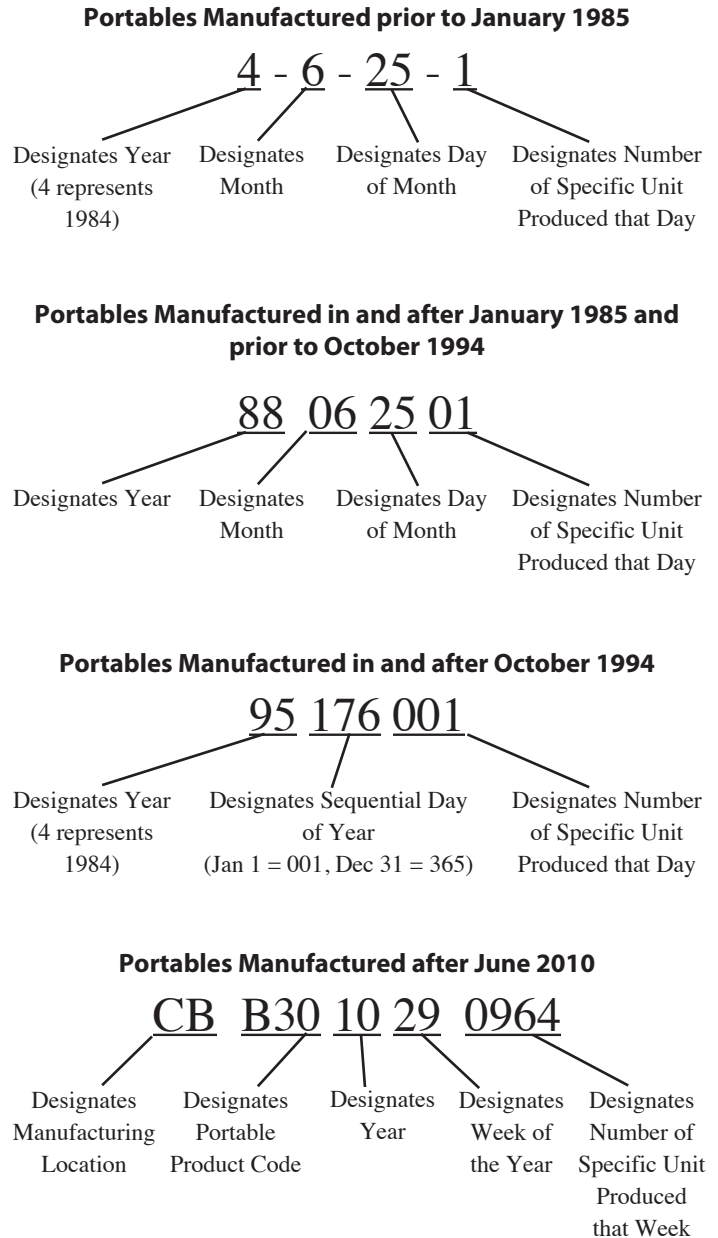 Portables Manufactured prior to January 1985
4 - 6 - 25 - 1
Designates Year
(4 represents
1984)
Designates
Month
Designates Day
of Month
Designates Number
of Specific Unit
Produced that Day
Portables Manufactured in and after January 1985 and
prior to October 1994
88 06 25 01
Designates Year
Designates
Month
Designates Day
of Month
Designates Number
of Specific Unit
Produced that Day
Portables Manufactured in and after October 1994
95 176 001
Designates Year
(4 represents
1984)
Designates Sequential Day
of Year
(Jan 1 = 001, Dec 31 = 365)
Designates Number
of Specific Unit
Produced that Day
Portables Manufactured after June 2010
CB B30 10 29 0964
Designates
Manufacturing
Location
Designates
Portable
Product Code
Designates
Year
Designates
Week of
the Year
Designates
Number of
Specific Unit
Produced
that Week